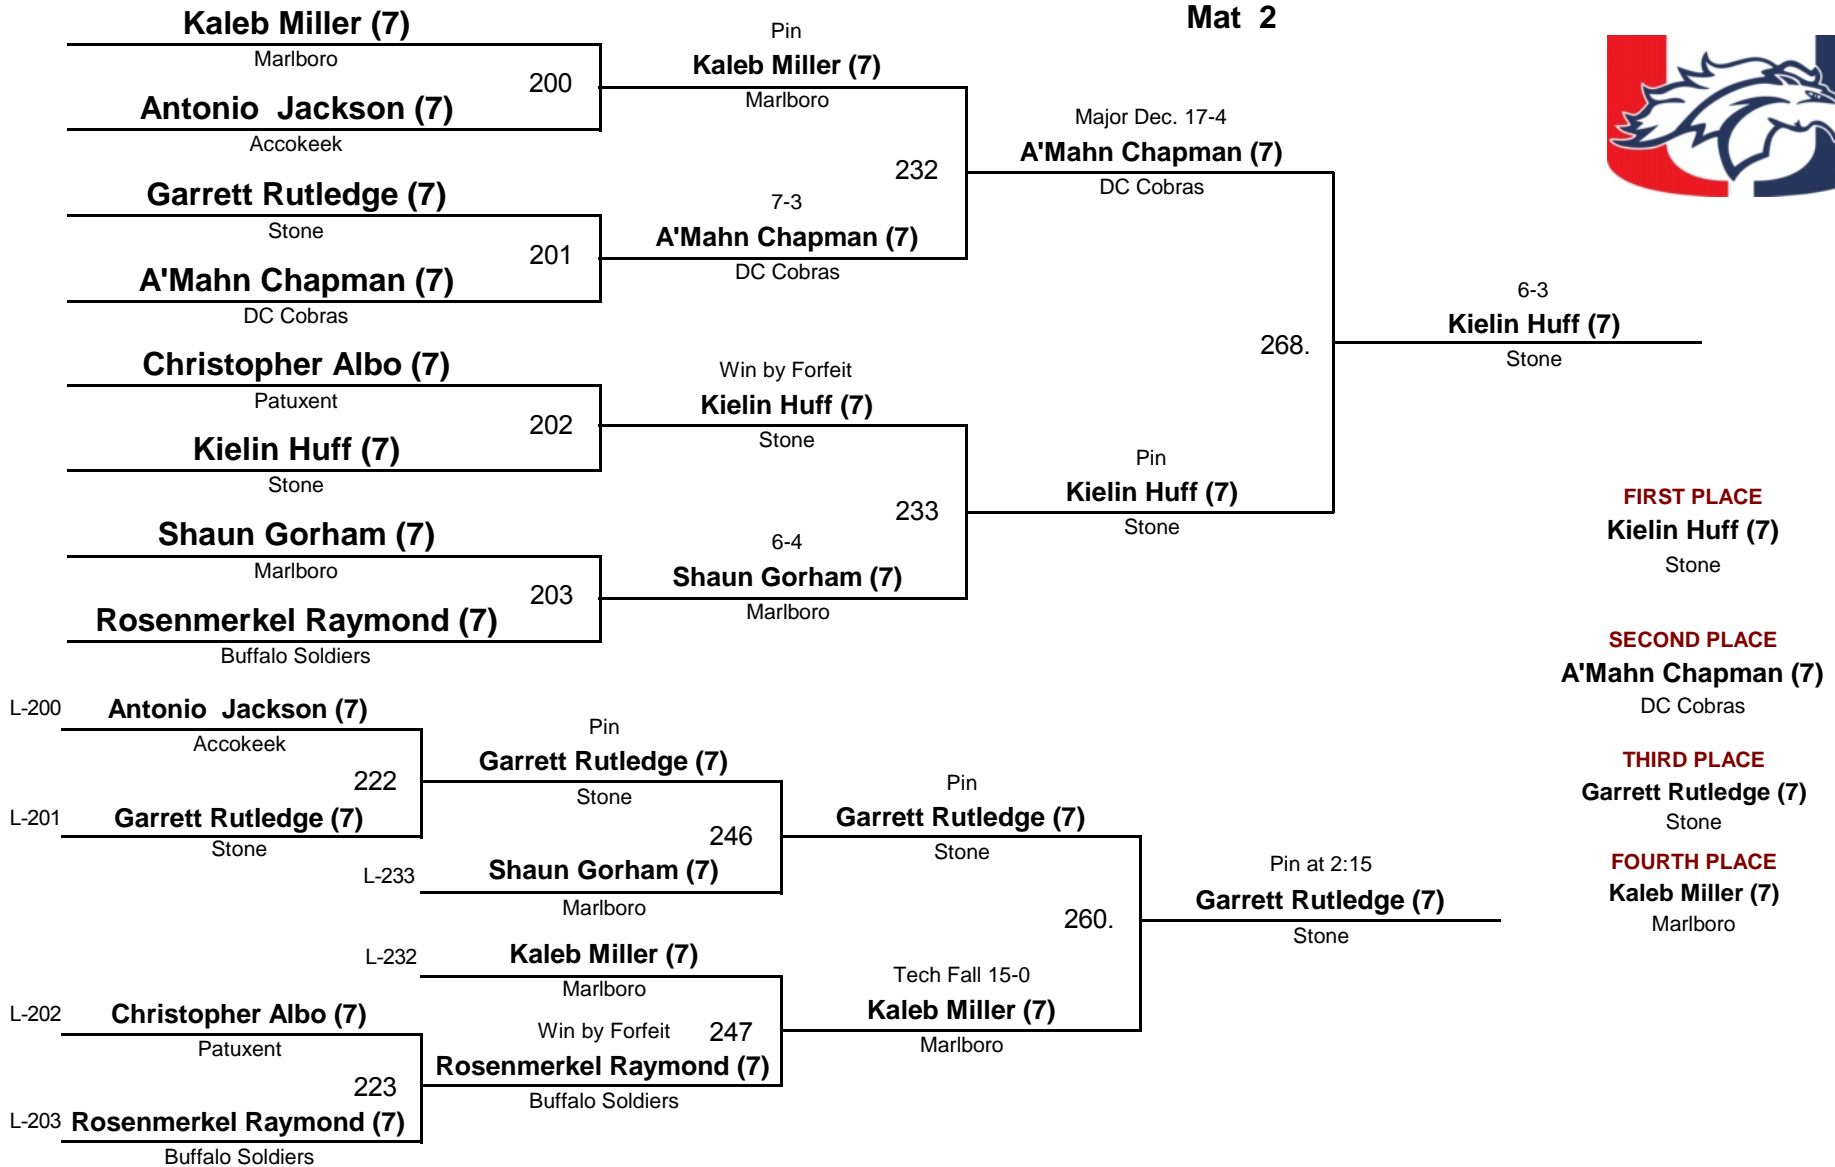 Mat 2
Kaleb Miller (7)
Marlboro
200
Antonio Jackson (7)
Accokeek
Garrett Rutledge (7)
Stone
201
A'Mahn Chapman (7)
DC Cobras
Christopher Albo (7)
Patuxent
202
Kielin Huff (7)
Stone
Shaun Gorham (7)
Marlboro
203
Rosenmerkel Raymond (7)
Buffalo Soldiers
Pin
Kaleb Miller (7)
Marlboro
232
7-3
A'Mahn Chapman (7)
DC Cobras
Win by Forfeit
Kielin Huff (7)
Stone
233
6-4
Shaun Gorham (7)
Marlboro
Major Dec. 17-4
A'Mahn Chapman (7)
DC Cobras
268.
Pin
Kielin Huff (7)
Stone
6-3
Kielin Huff (7)
Stone
FIRST PLACE
Kielin Huff (7)
Stone
SECOND PLACE
A'Mahn Chapman (7)
DC Cobras
THIRD PLACE
Garrett Rutledge (7)
Stone
FOURTH PLACE
Kaleb Miller (7)
Marlboro
L-200
Antonio Jackson (7)
Accokeek
222
L-201
Garrett Rutledge (7)
Stone
Pin
Garrett Rutledge (7)
Stone
246
L-233
Shaun Gorham (7)
Marlboro
L-232
Kaleb Miller (7)
Marlboro
L-202
Christopher Albo (7)
Patuxent
223
L-203
Rosenmerkel Raymond (7)
Buffalo Soldiers
Win by Forfeit
247
Rosenmerkel Raymond (7)
Buffalo Soldiers
Pin
Garrett Rutledge (7)
Stone
260.
Tech Fall 15-0
Kaleb Miller (7)
Marlboro
Pin at 2:15
Garrett Rutledge (7)
Stone